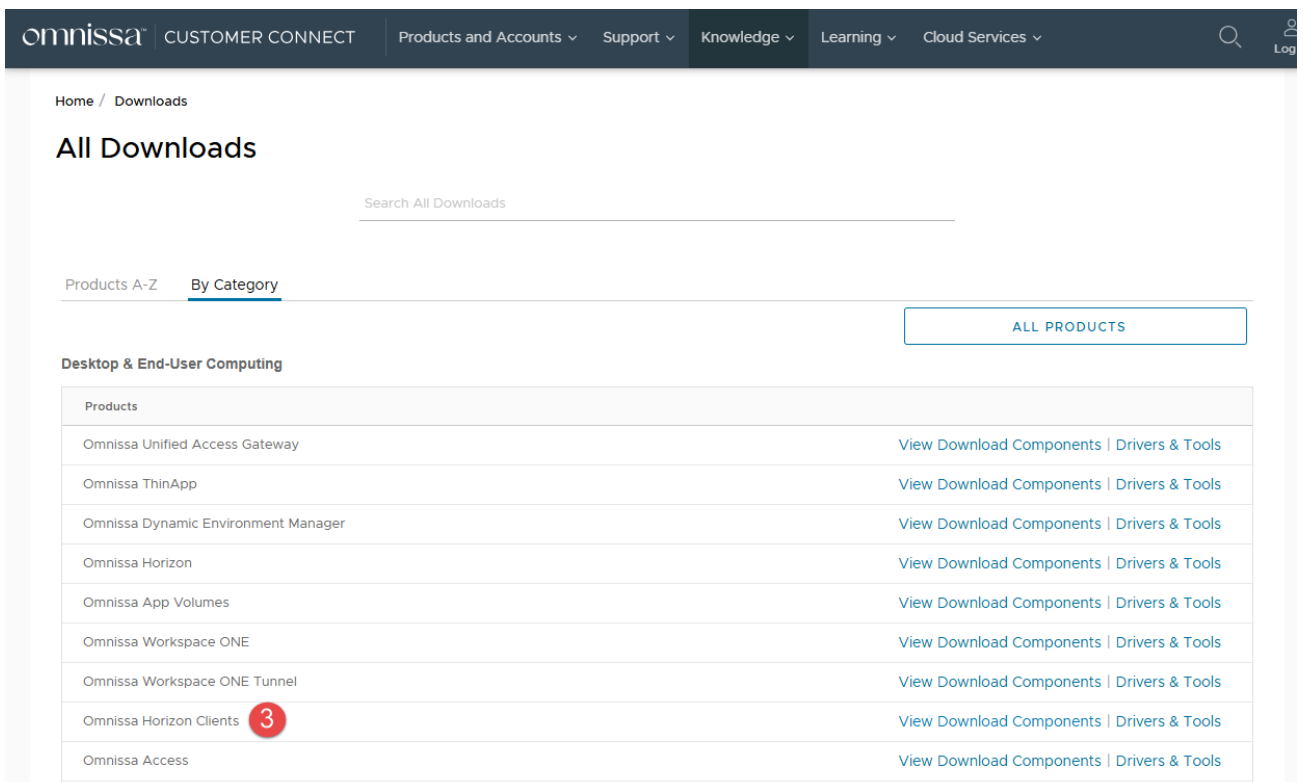 omnissa™ CUSTOMER CONNECT Products and Accounts Support Knowledge Learning Cloud Services Log
Home / Downloads
All Downloads
Search All Downloads
Products A-Z By Category
ALL PRODUCTS
Desktop & End-User Computing
Products
Omnissa Unified Access Gateway View Download Components | Drivers & Tools
Omnissa ThinApp View Download Components | Drivers & Tools
Omnissa Dynamic Environment Manager View Download Components | Drivers & Tools
Omnissa Horizon View Download Components | Drivers & Tools
Omnissa App Volumes View Download Components | Drivers & Tools
Omnissa Workspace ONE View Download Components | Drivers & Tools
Omnissa Workspace ONE Tunnel View Download Components | Drivers & Tools
Omnissa Horizon Clients 3 View Download Components | Drivers & Tools
Omnissa Access View Download Components | Drivers & Tools